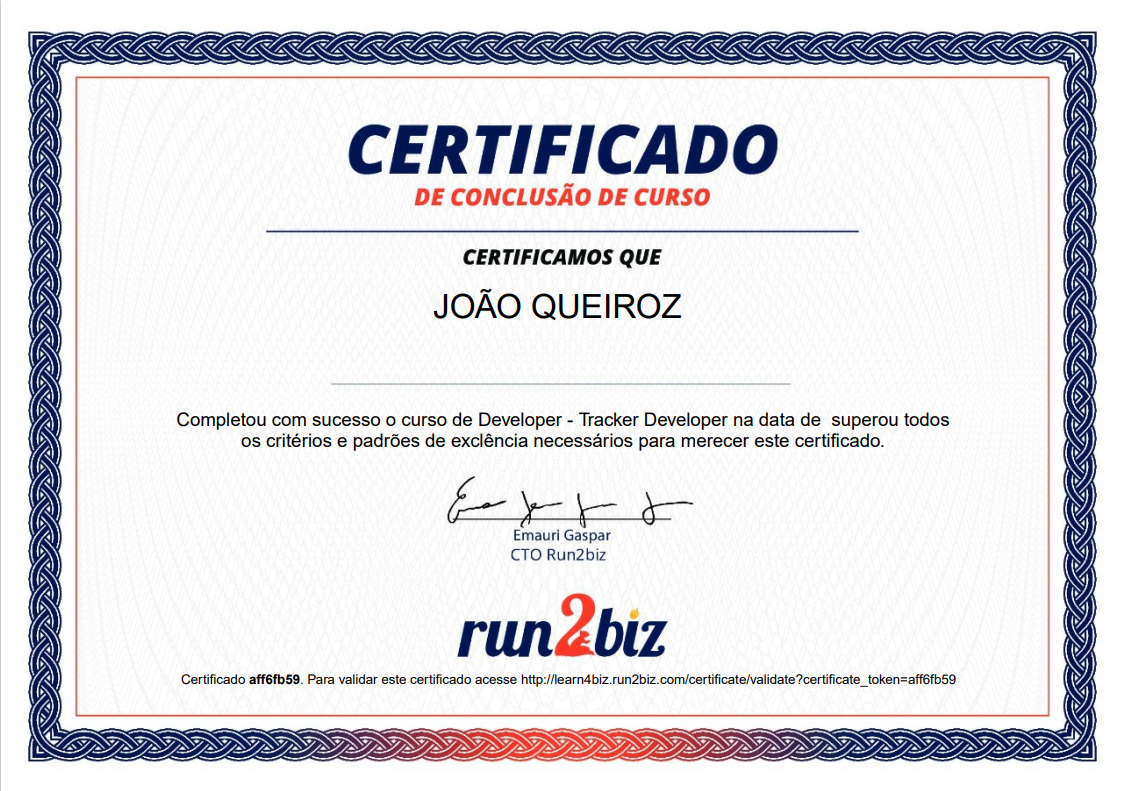 CERTIFICADO
DE CONCLUSÃO DE CURSO
CERTIFICAMOS QUE
JOÃO QUEIROZ
Completou com sucesso o curso de Developer - Tracker Developer na data de  superou todos
os critérios e padrões de exclência necessários para merecer este certificado.
Emauri Gaspar
CTO Run2biz
run2biz
Certificado aff6fb59. Para validar este certificado acesse http://learn4biz.run2biz.com/certificate/validate?certificate_token=aff6fb59